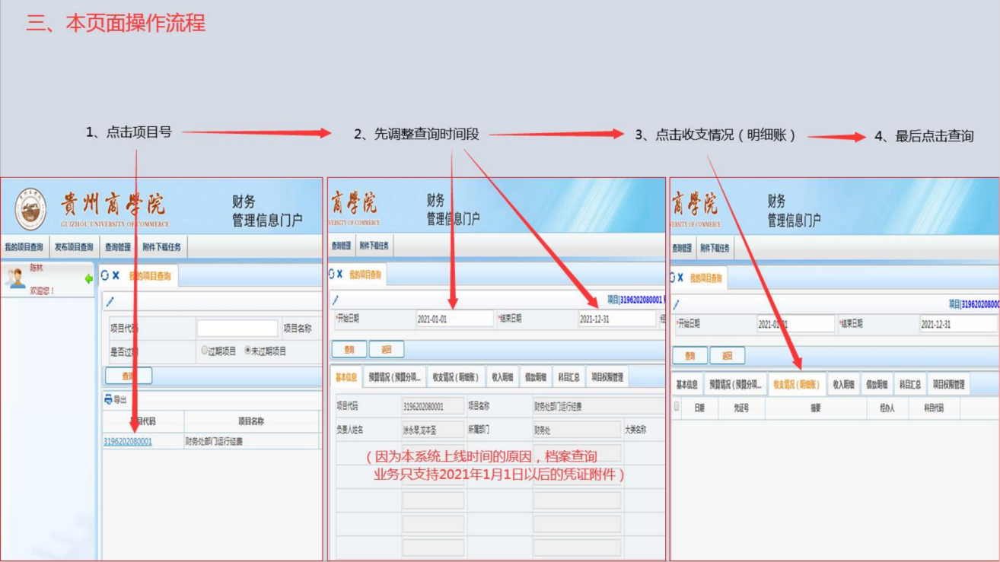 三、本页面操作流程
1、点击项目号
2、先调整查询时间段
3、点击收支情况（明细账）
4、最后点击查询
貴州商學院
GUIZHOU UNIVERSITY OF COMMERCE
财务
管理信息门户
我的项目查询 发布项目查询 查询管理 附件下载任务
陈林
欢迎您！
我的项目查询
项目代码 项目名称
是否过期 过期项目 未过期项目
查询
导出
项目代码 项目名称
3196202080001 财务处部门运行经费
商學院
VERSITY OF COMMERCE
财务
管理信息门户
查询管理 附件下载任务
我的项目查询
项目[3196202080001
*开始日期 2021-01-01 *结束日期 2021-12-31 经
查询 返回
基本信息 预算情况（预算分项... 收支情况（明细账） 收入明细 借款明细 科目汇总 项目权限管理
项目代码 3196202080001 项目名称 财务处部门运行经费
负责人姓名 涂永琴,龙本圣 所属部门 财务处 大类名称
（因为本系统上线时间的原因，档案查询
业务只支持2021年1月1日以后的凭证附件）
商學院
VERSITY OF COMMERCE
财务
管理信息门户
查询管理 附件下载任务
我的项目查询
项目[319620208000
*开始日期 2021-01-01 *结束日期 2021-12-31
查询 返回
基本信息 预算情况（预算分项... 收支情况（明细账） 收入明细 借款明细 科目汇总 项目权限管理
日期 凭证号 摘要 经办人 科目代码